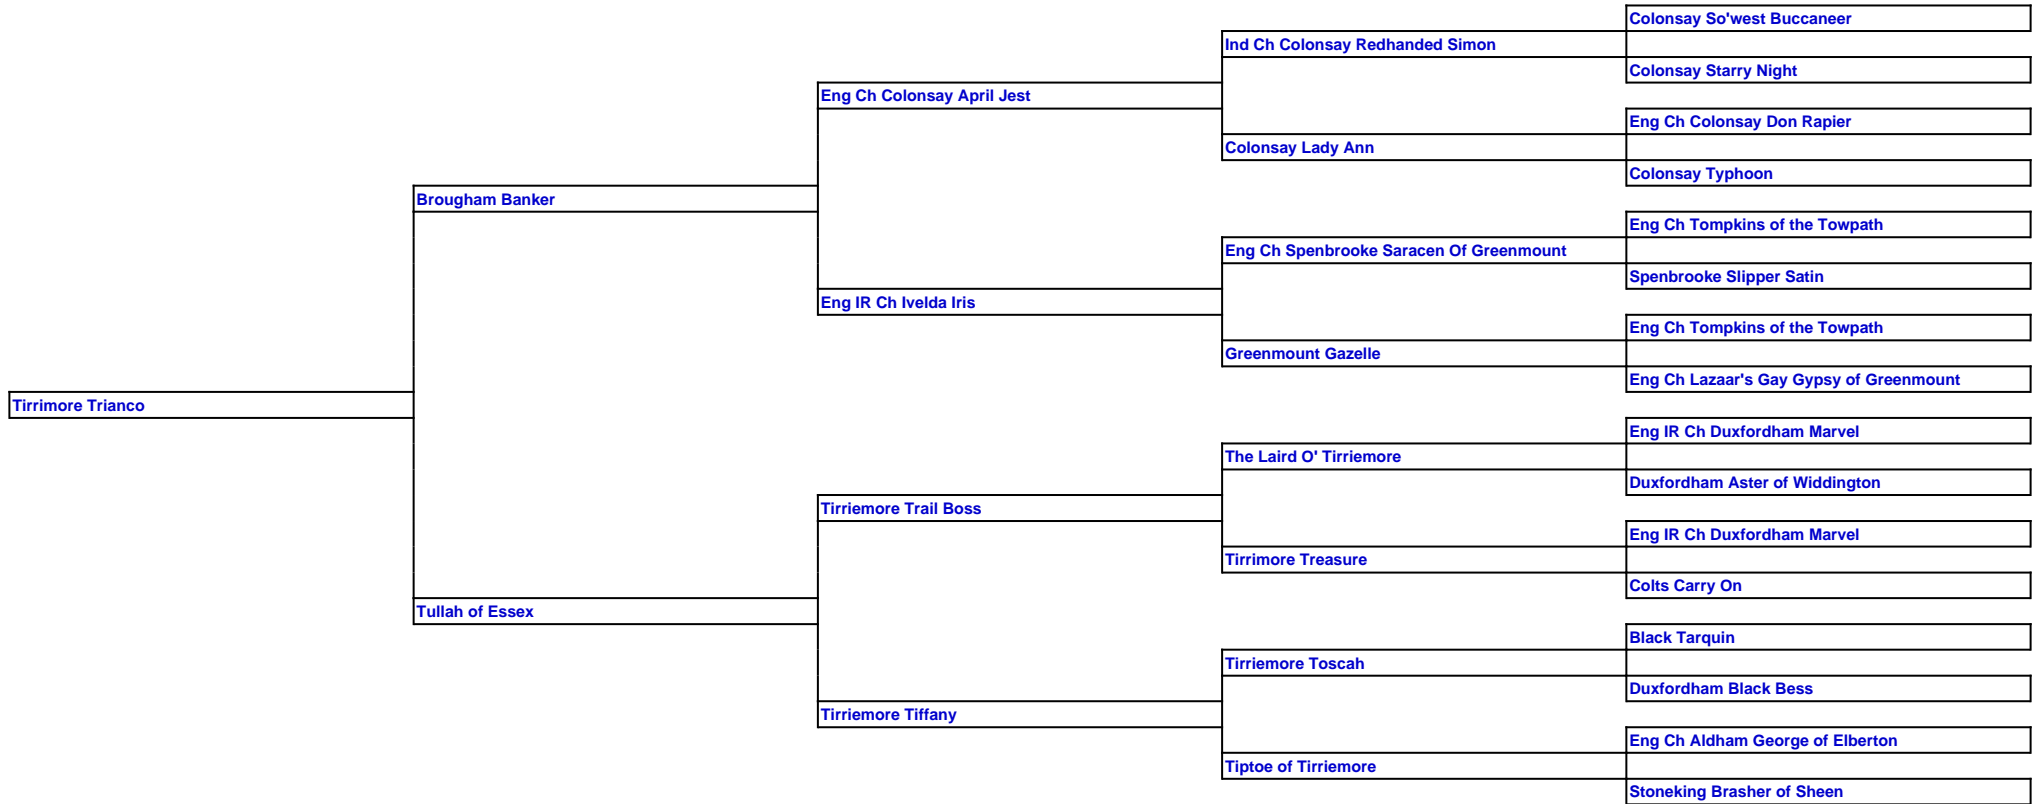 Colonsay So'west Buccaneer
Ind Ch Colonsay Redhanded Simon
Colonsay Starry Night
Eng Ch Colonsay April Jest
Eng Ch Colonsay Don Rapier
Colonsay Lady Ann
Colonsay Typhoon
Brougham Banker
Eng Ch Tompkins of the Towpath
Eng Ch Spenbrooke Saracen Of Greenmount
Spenbrooke Slipper Satin
Eng IR Ch Ivelda Iris
Eng Ch Tompkins of the Towpath
Greenmount Gazelle
Eng Ch Lazaar's Gay Gypsy of Greenmount
Tirrimore Trianco
Eng IR Ch Duxfordham Marvel
The Laird O' Tirriemore
Duxfordham Aster of Widdington
Tirriemore Trail Boss
Eng IR Ch Duxfordham Marvel
Tirrimore Treasure
Colts Carry On
Tullah of Essex
Black Tarquin
Tirriemore Toscah
Duxfordham Black Bess
Tirriemore Tiffany
Eng Ch Aldham George of Elberton
Tiptoe of Tirriemore
Stoneking Brasher of Sheen